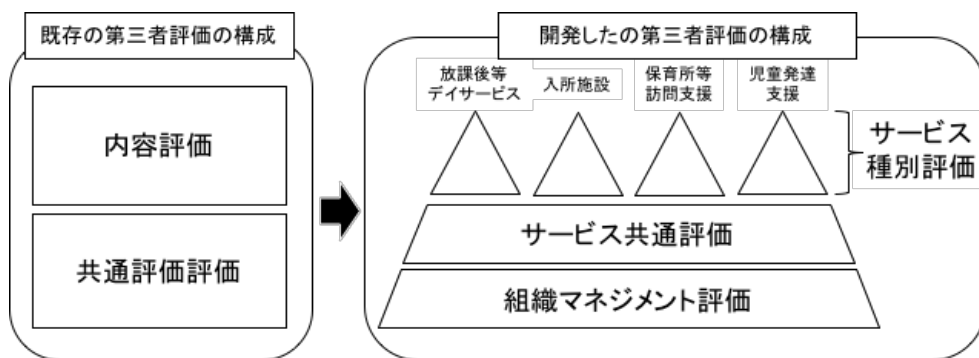 既存の第三者評価の構成
内容評価
共通評価評価
開発したの第三者評価の構成
放課後等
デイサービス
入所施設
保育所等
訪問支援
児童発達
支援
サービス
種別評価
サービス共通評価
組織マネジメント評価